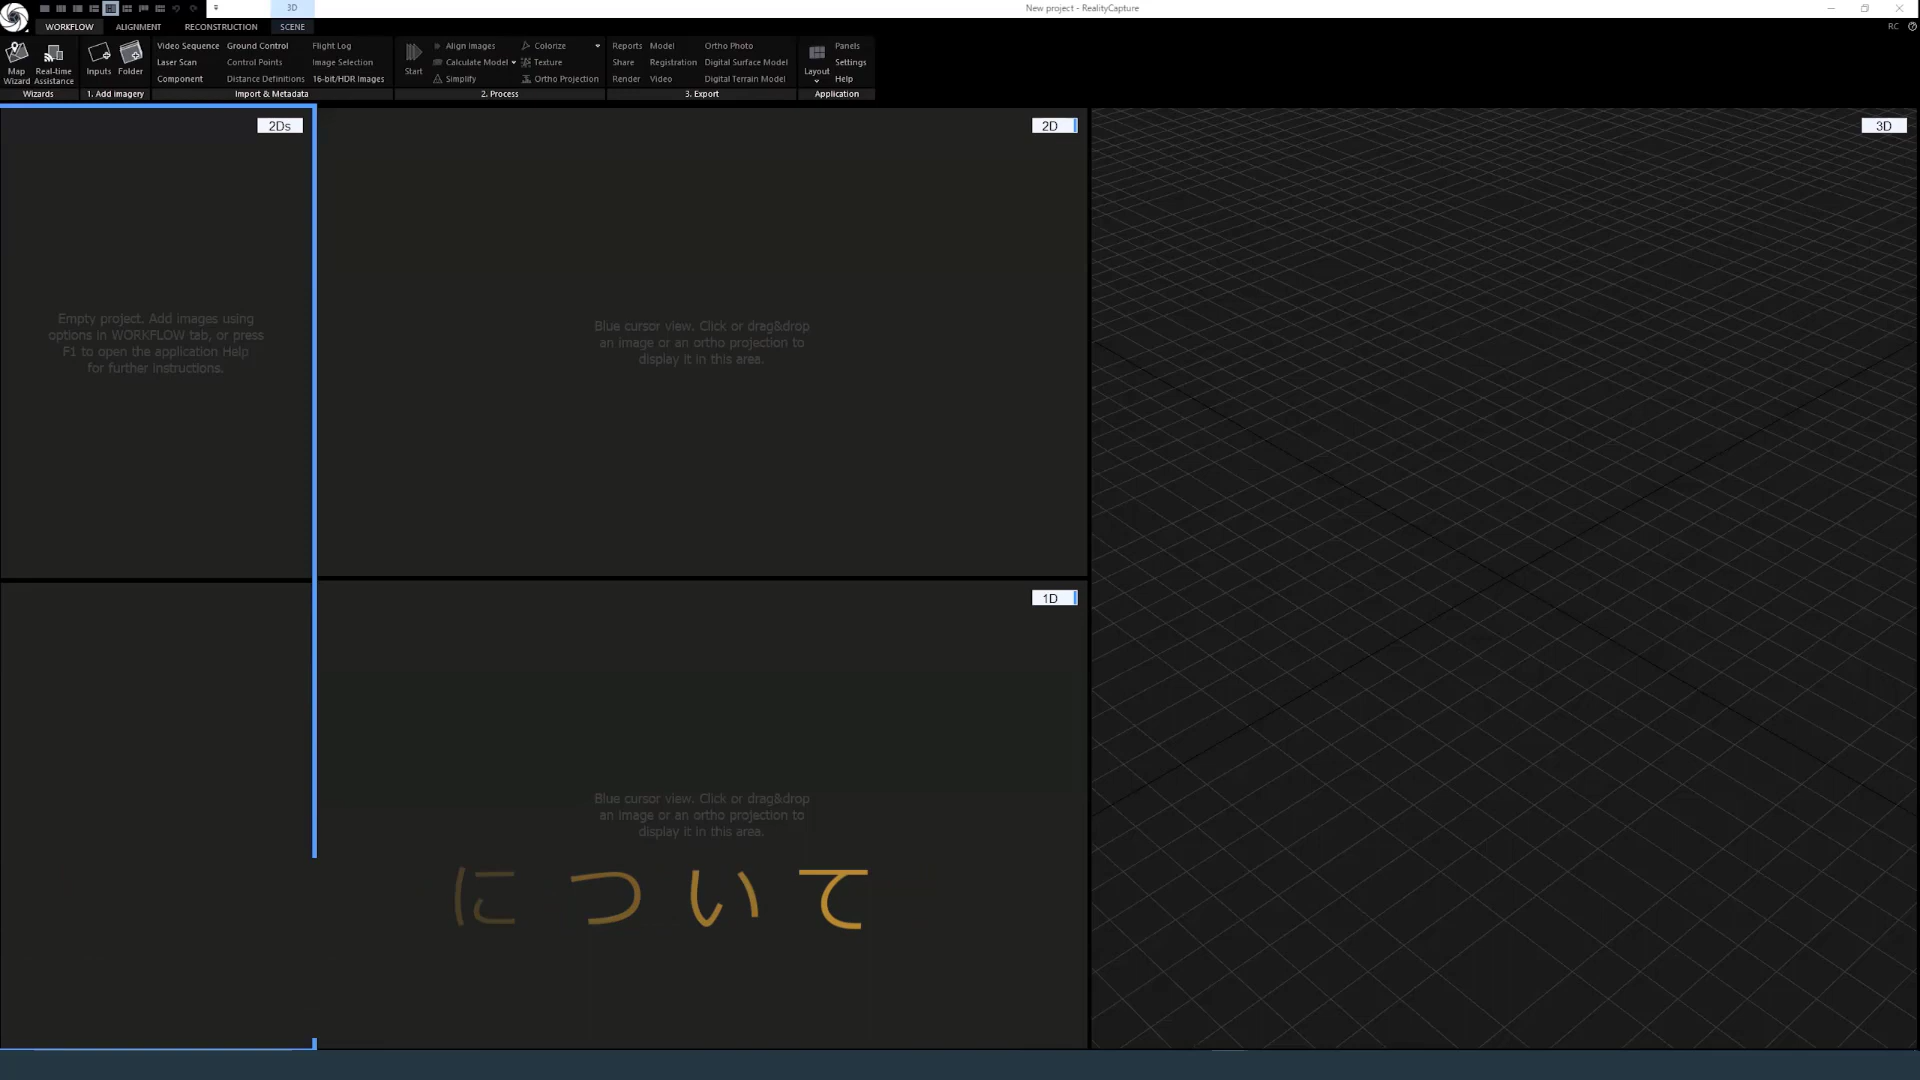 3D
New project - RealityCapture
WORKFLOW
ALIGNMENT
RECONSTRUCTION
SCENE
RC
Map Wizard
Real-time Assistance
Wizards
Inputs
Folder
1. Add imagery
Video Sequence
Ground Control
Flight Log
Laser Scan
Control Points
Image Selection
Component
Distance Definitions
16-bit/HDR Images
Import & Metadata
Start
Align Images
Colorize
Calculate Model
Texture
Simplify
Ortho Projection
2. Process
Reports
Model
Ortho Photo
Share
Registration
Digital Surface Model
Render
Video
Digital Terrain Model
3. Export
Layout
Panels
Settings
Help
Application
2Ds
Empty project. Add images using
options in WORKFLOW tab, or press
F1 to open the application Help
for further instructions.
2D
Blue cursor view. Click or drag&drop
an image or an ortho projection to
display it in this area.
3D
1D
Blue cursor view. Click or drag&drop
an image or an ortho projection to
display it in this area.
について